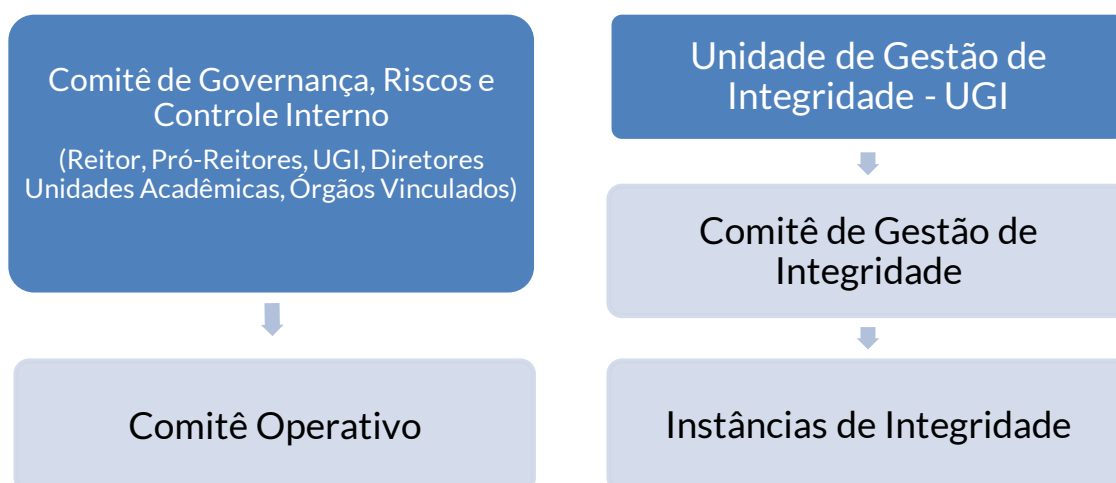 Comitê de Governança, Riscos e
Controle Interno
(Reitor, Pró-Reitores, UGI, Diretores
Unidades Acadêmicas, Órgãos Vinculados)
Comitê Operativo
Unidade de Gestão de
Integridade - UGI
Comitê de Gestão de
Integridade
Instâncias de Integridade